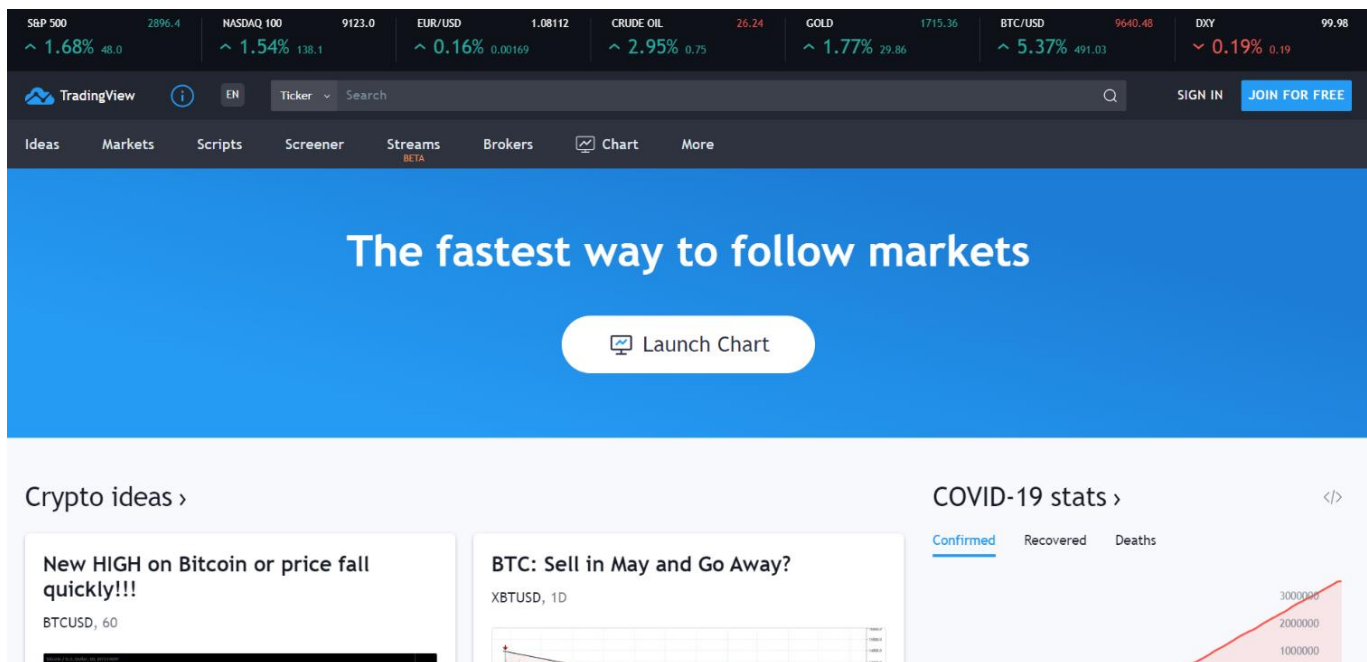 S&P 500 2896.4 NASDAQ 100 9123.0 EUR/USD 1.08112 CRUDE OIL 26.24 GOLD 1715.36 BTC/USD 9640.48 DXY 99.98
1.68% 48.0 1.54% 138.1 0.16% 0.00169 2.95% 0.75 1.77% 29.86 5.37% 491.03 0.19% 0.19
TradingView EN Ticker Search SIGN IN JOIN FOR FREE
Ideas Markets Scripts Screener Streams Brokers Chart More
BETA
The fastest way to follow markets
Launch Chart
Crypto ideas ›
COVID-19 stats › </>
Confirmed Recovered Deaths
New HIGH on Bitcoin or price fall
quickly!!!
BTCUSD, 60
BTC: Sell in May and Go Away?
XBTUSD, 1D
3000000
2000000
1000000